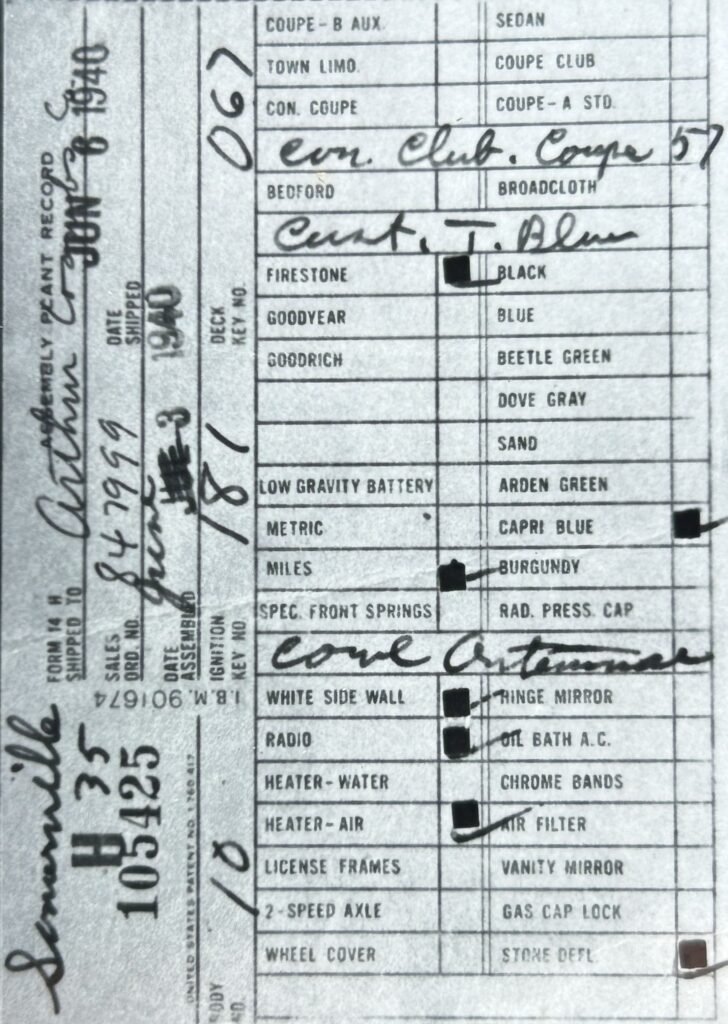 COUPE-B AUX. SEDAN
TOWN LIMO. COUPE CLUB
CON. COUPE COUPE-A STD.
Con. Club. Coupe 57
BEDFORD BROADCLOTH
Cust. T. Blue
FIRESTONE BLACK
GOODYEAR BLUE
GOODRICH BEETLE GREEN
DOVE GRAY
SAND
LOW GRAVITY BATTERY ARDEN GREEN
METRIC CAPRI BLUE
MILES BURGUNDY
SPEC. FRONT SPRINGS RAD. PRESS. CAP
Cowl Antennae
WHITE SIDE WALL HINGE MIRROR
RADIO OIL BATH A.C.
HEATER-WATER CHROME BANDS
HEATER-AIR AIR FILTER
LICENSE FRAMES VANITY MIRROR
2-SPEED AXLE GAS CAP LOCK
WHEEL COVER STONE DEFL.
ASSEMBLY PLANT RECORD
FORM 14 H
SHIPPED TO Arthur Co
SALES ORD. NO. 847999
DATE SHIPPED JUN 6 1940
DATE ASSEMBLED June 3 1940
IGNITION KEY NO. 181
DECK KEY NO. 067
I.B.M. 901674
Somerville
H 35
105425
UNITED STATES PATENT NO. 1 760 417
BODY NO. 10